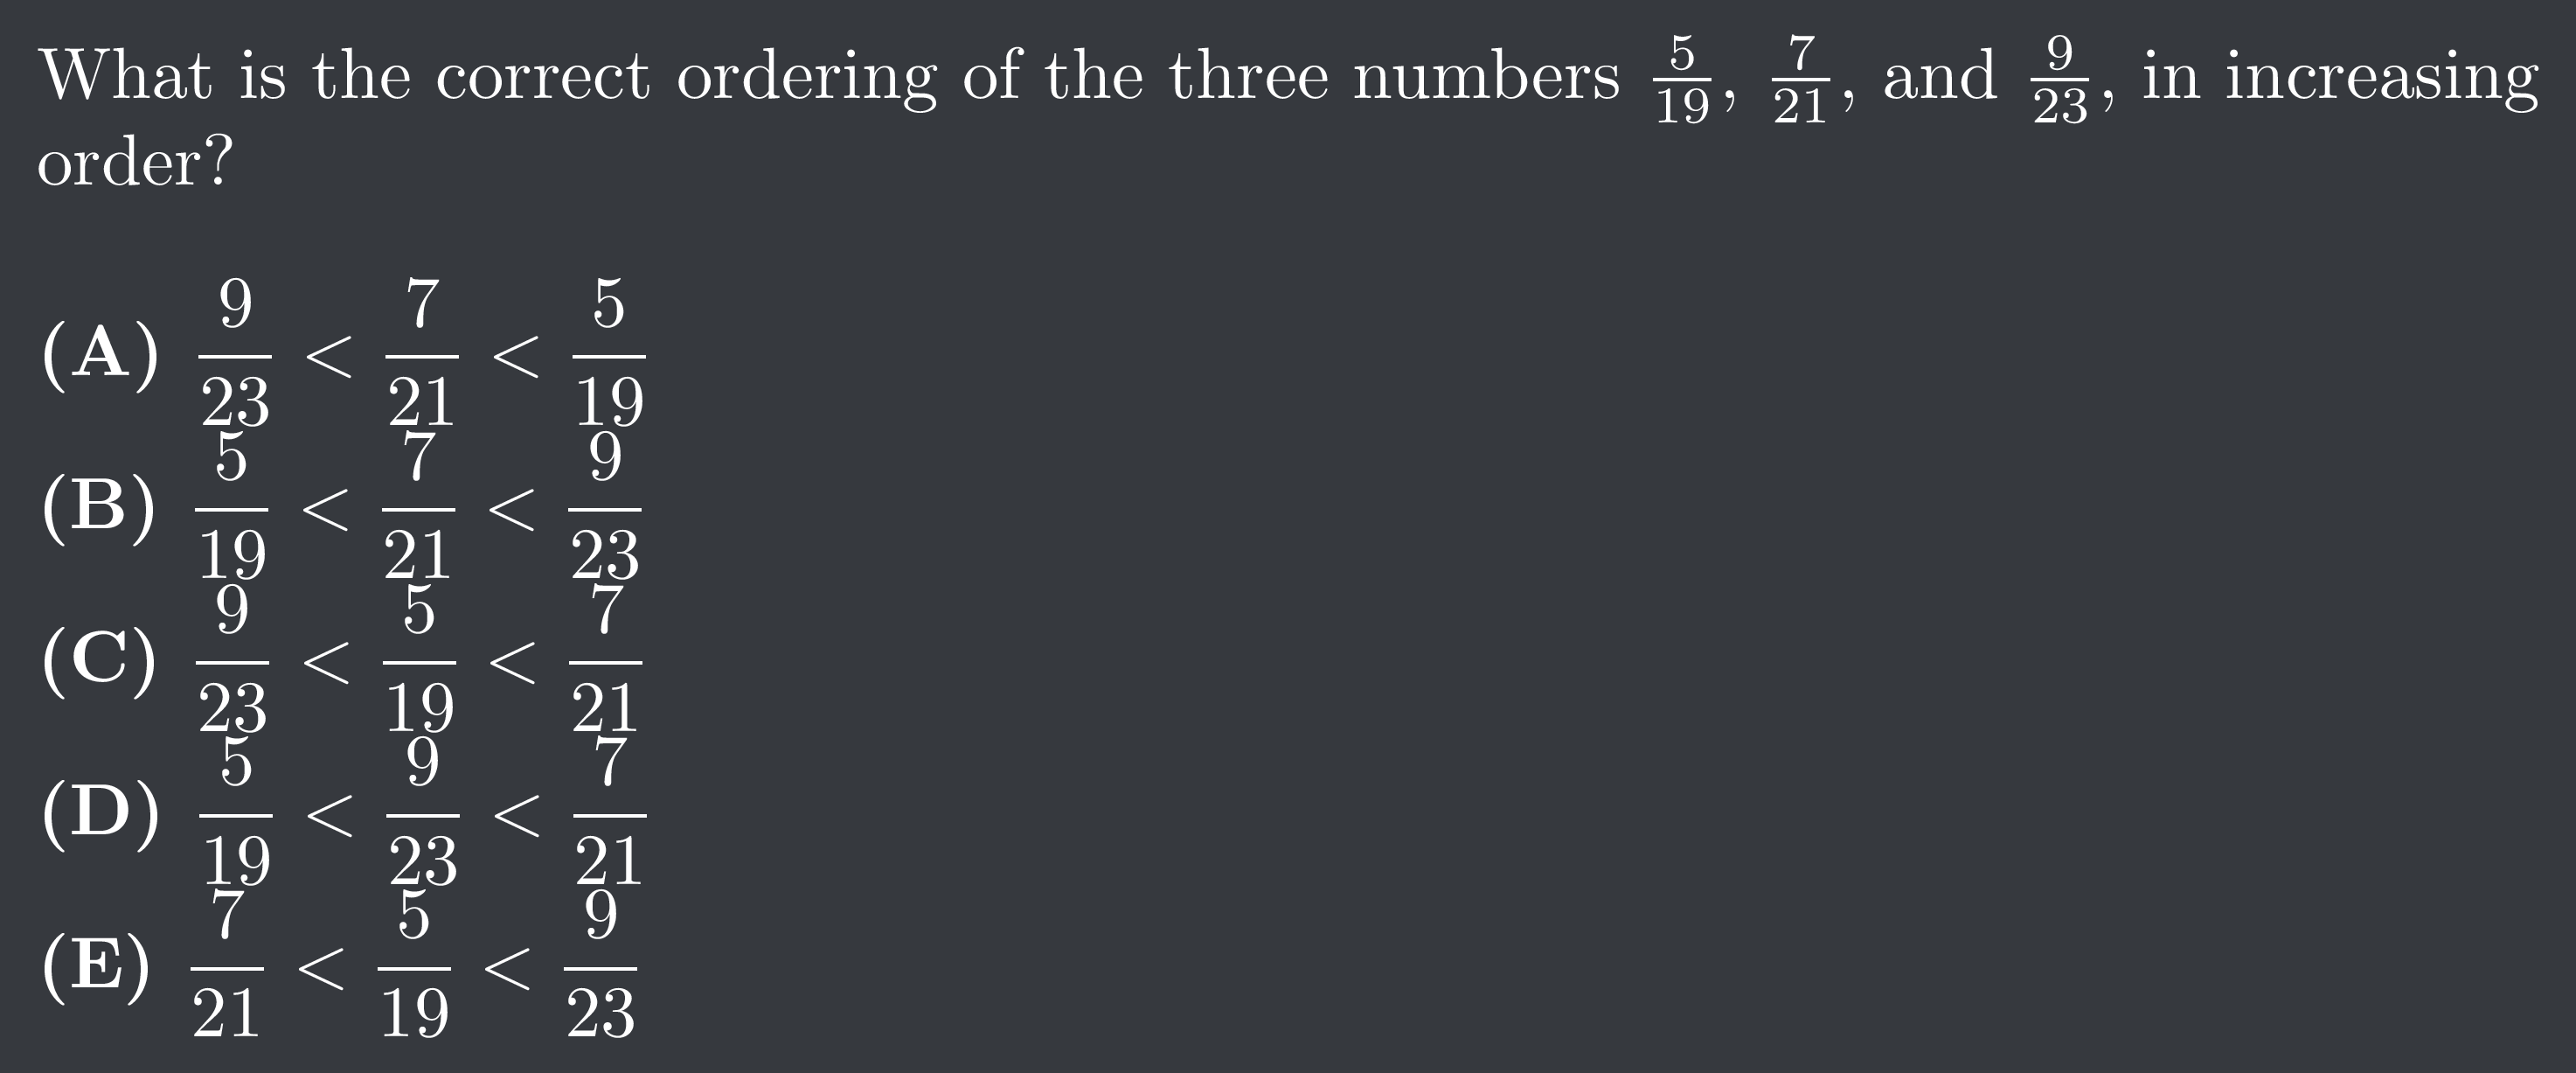 What is the correct ordering of the three numbers $\frac{5}{19}$, $\frac{7}{21}$, and $\frac{9}{23}$, in increasing
order?
(A) $\frac{9}{23} < \frac{7}{21} < \frac{5}{19}$
(B) $\frac{5}{19} < \frac{7}{21} < \frac{9}{23}$
(C) $\frac{9}{23} < \frac{5}{19} < \frac{7}{21}$
(D) $\frac{5}{19} < \frac{9}{23} < \frac{7}{21}$
(E) $\frac{7}{21} < \frac{5}{19} < \frac{9}{23}$